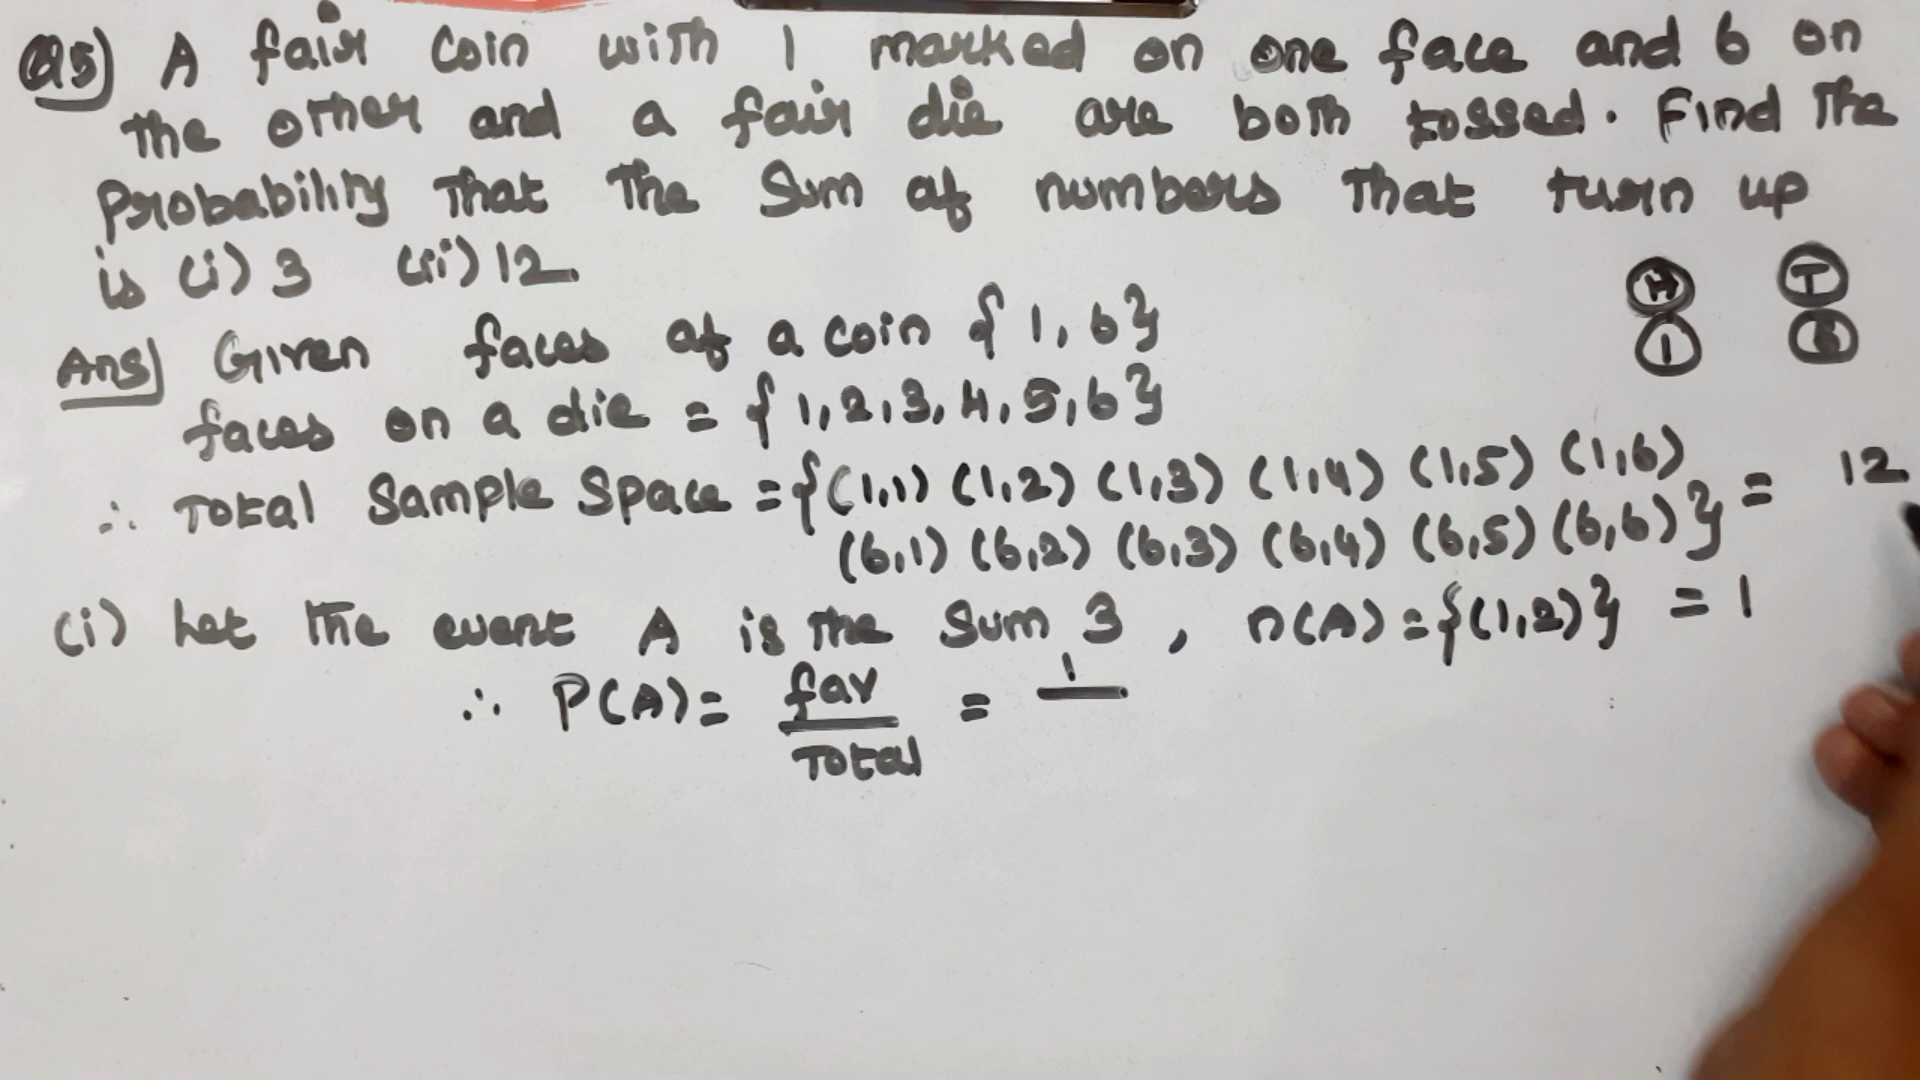 Q5) A fair coin with 1 marked on one face and 6 on
the other and a fair die are both tossed. Find the
probability that the sum of numbers that turn up
is (i) 3 (ii) 12.
H T
1 6
Ans) Given faces of a coin { 1, 6}
faces on a die = { 1, 2, 3, 4, 5, 6}
∴ Total Sample Space = {(1,1) (1,2) (1,3) (1,4) (1,5) (1,6)
(6,1) (6,2) (6,3) (6,4) (6,5) (6,6)} = 12
(i) Let the event A is the Sum 3 , n(A) = {(1,2)} = 1
∴ P(A) = fav / Total = 1 /